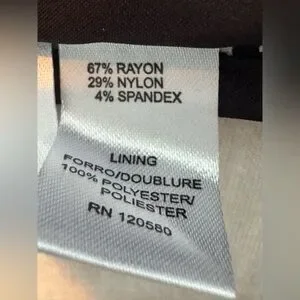 67% RAYON
29% NYLON
4% SPANDEX
LINING
FORRO/DOUBLURE
100% POLYESTER/
POLIESTER
RN 120580